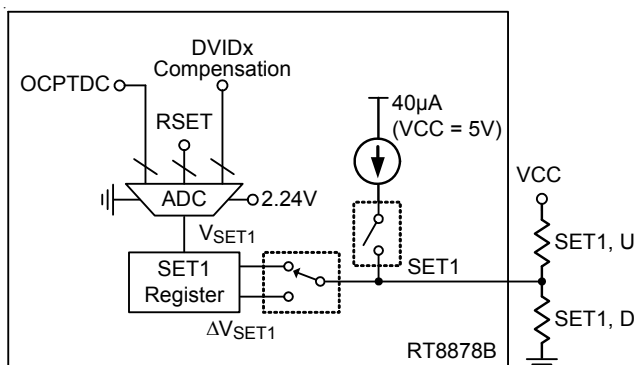 DVIDx
Compensation
OCPTDC
RSET
40µA
(VCC = 5V)
ADC
2.24V
VCC
VSET1
SET1, U
SET1
Register
SET1
SET1, D
ΔVSET1
RT8878B